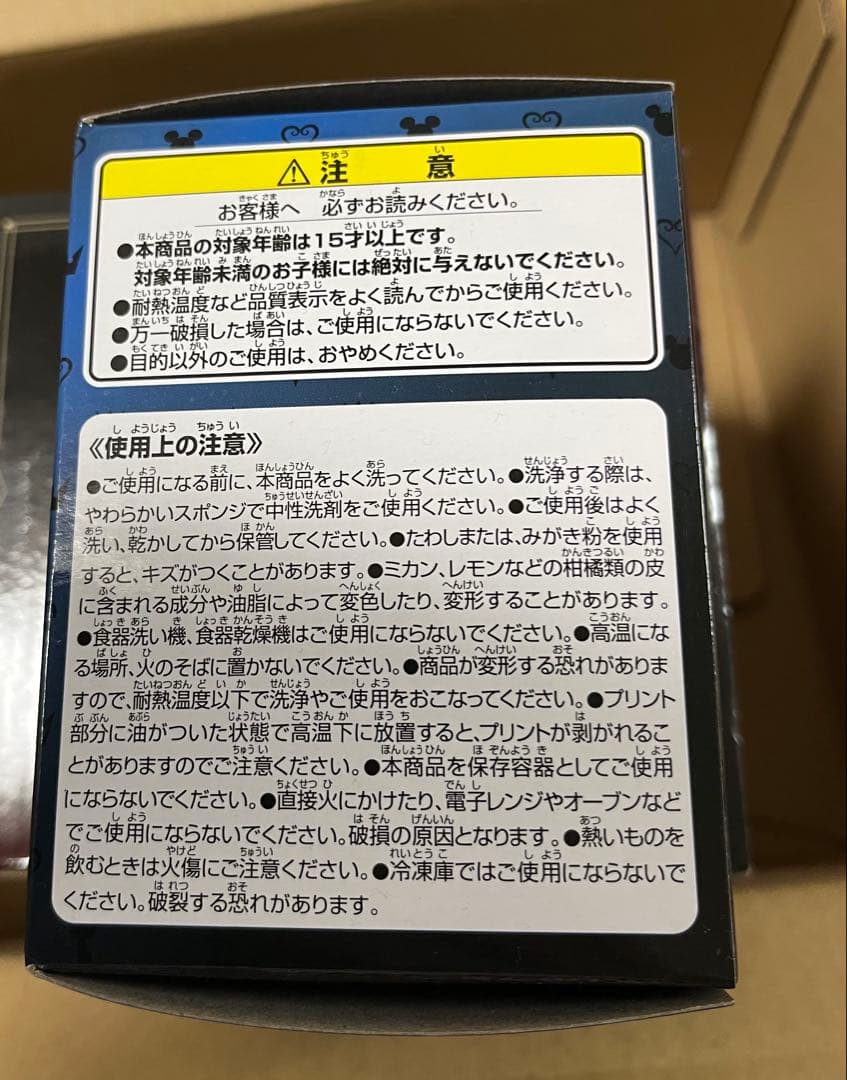 ⚠注意
お客様へ 必ずお読みください。
●本商品の対象年齢は15才以上です。
対象年齢未満のお子様には絶対に与えないでください。
●耐熱温度など品質表示をよく読んでからご使用ください。
●万一破損した場合は、ご使用にならないでください。
●目的以外のご使用は、おやめください。
《使用上の注意》
●ご使用になる前に、本商品をよく洗ってください。●洗浄する際は、
やわらかいスポンジで中性洗剤をご使用ください。●ご使用後はよく
洗い、乾かしてから保管してください。●たわしまたは、みがき粉を使用
すると、キズがつくことがあります。●ミカン、レモンなどの柑橘類の皮
に含まれる成分や油脂によって変色したり、変形することがあります。
●食器洗い機、食器乾燥機はご使用にならないでください。●高温にな
る場所、火のそばに置かないでください。●商品が変形する恐れがありま
すので、耐熱温度以下で洗浄やご使用をおこなってください。●プリント
部分に油がついた状態で高温下に放置すると、プリントが剥がれるこ
とがありますのでご注意ください。●本商品を保存容器としてご使用
にならないでください。●直接火にかけたり、電子レンジやオーブンなど
でご使用にならないでください。破損の原因となります。●熱いものを
飲むときは火傷にご注意ください。●冷凍庫ではご使用にならないで
ください。破裂する恐れがあります。